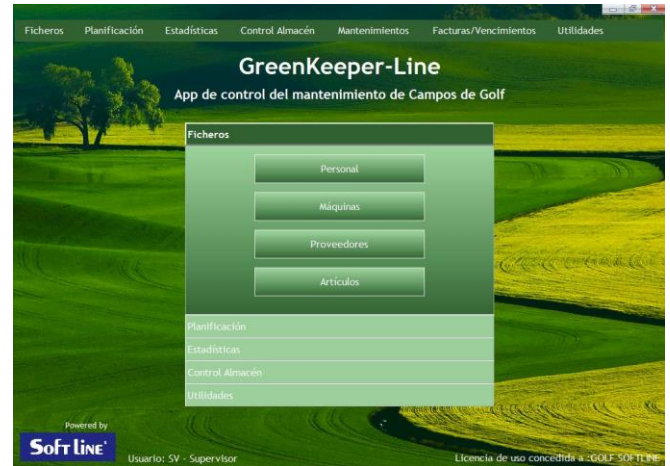 Ficheros Planificación Estadísticas Control Almacén Mantenimientos Facturas/Vencimientos Utilidades
GreenKeeper-Line
App de control del mantenimiento de Campos de Golf
Ficheros
Personal
Máquinas
Proveedores
Artículos
Planificación
Estadísticas
Control Almacén
Utilidades
Powered by
SOFT LINE
Usuario: SV - Supervisor
Licencia de uso concedida a :GOLF SOFTLINE